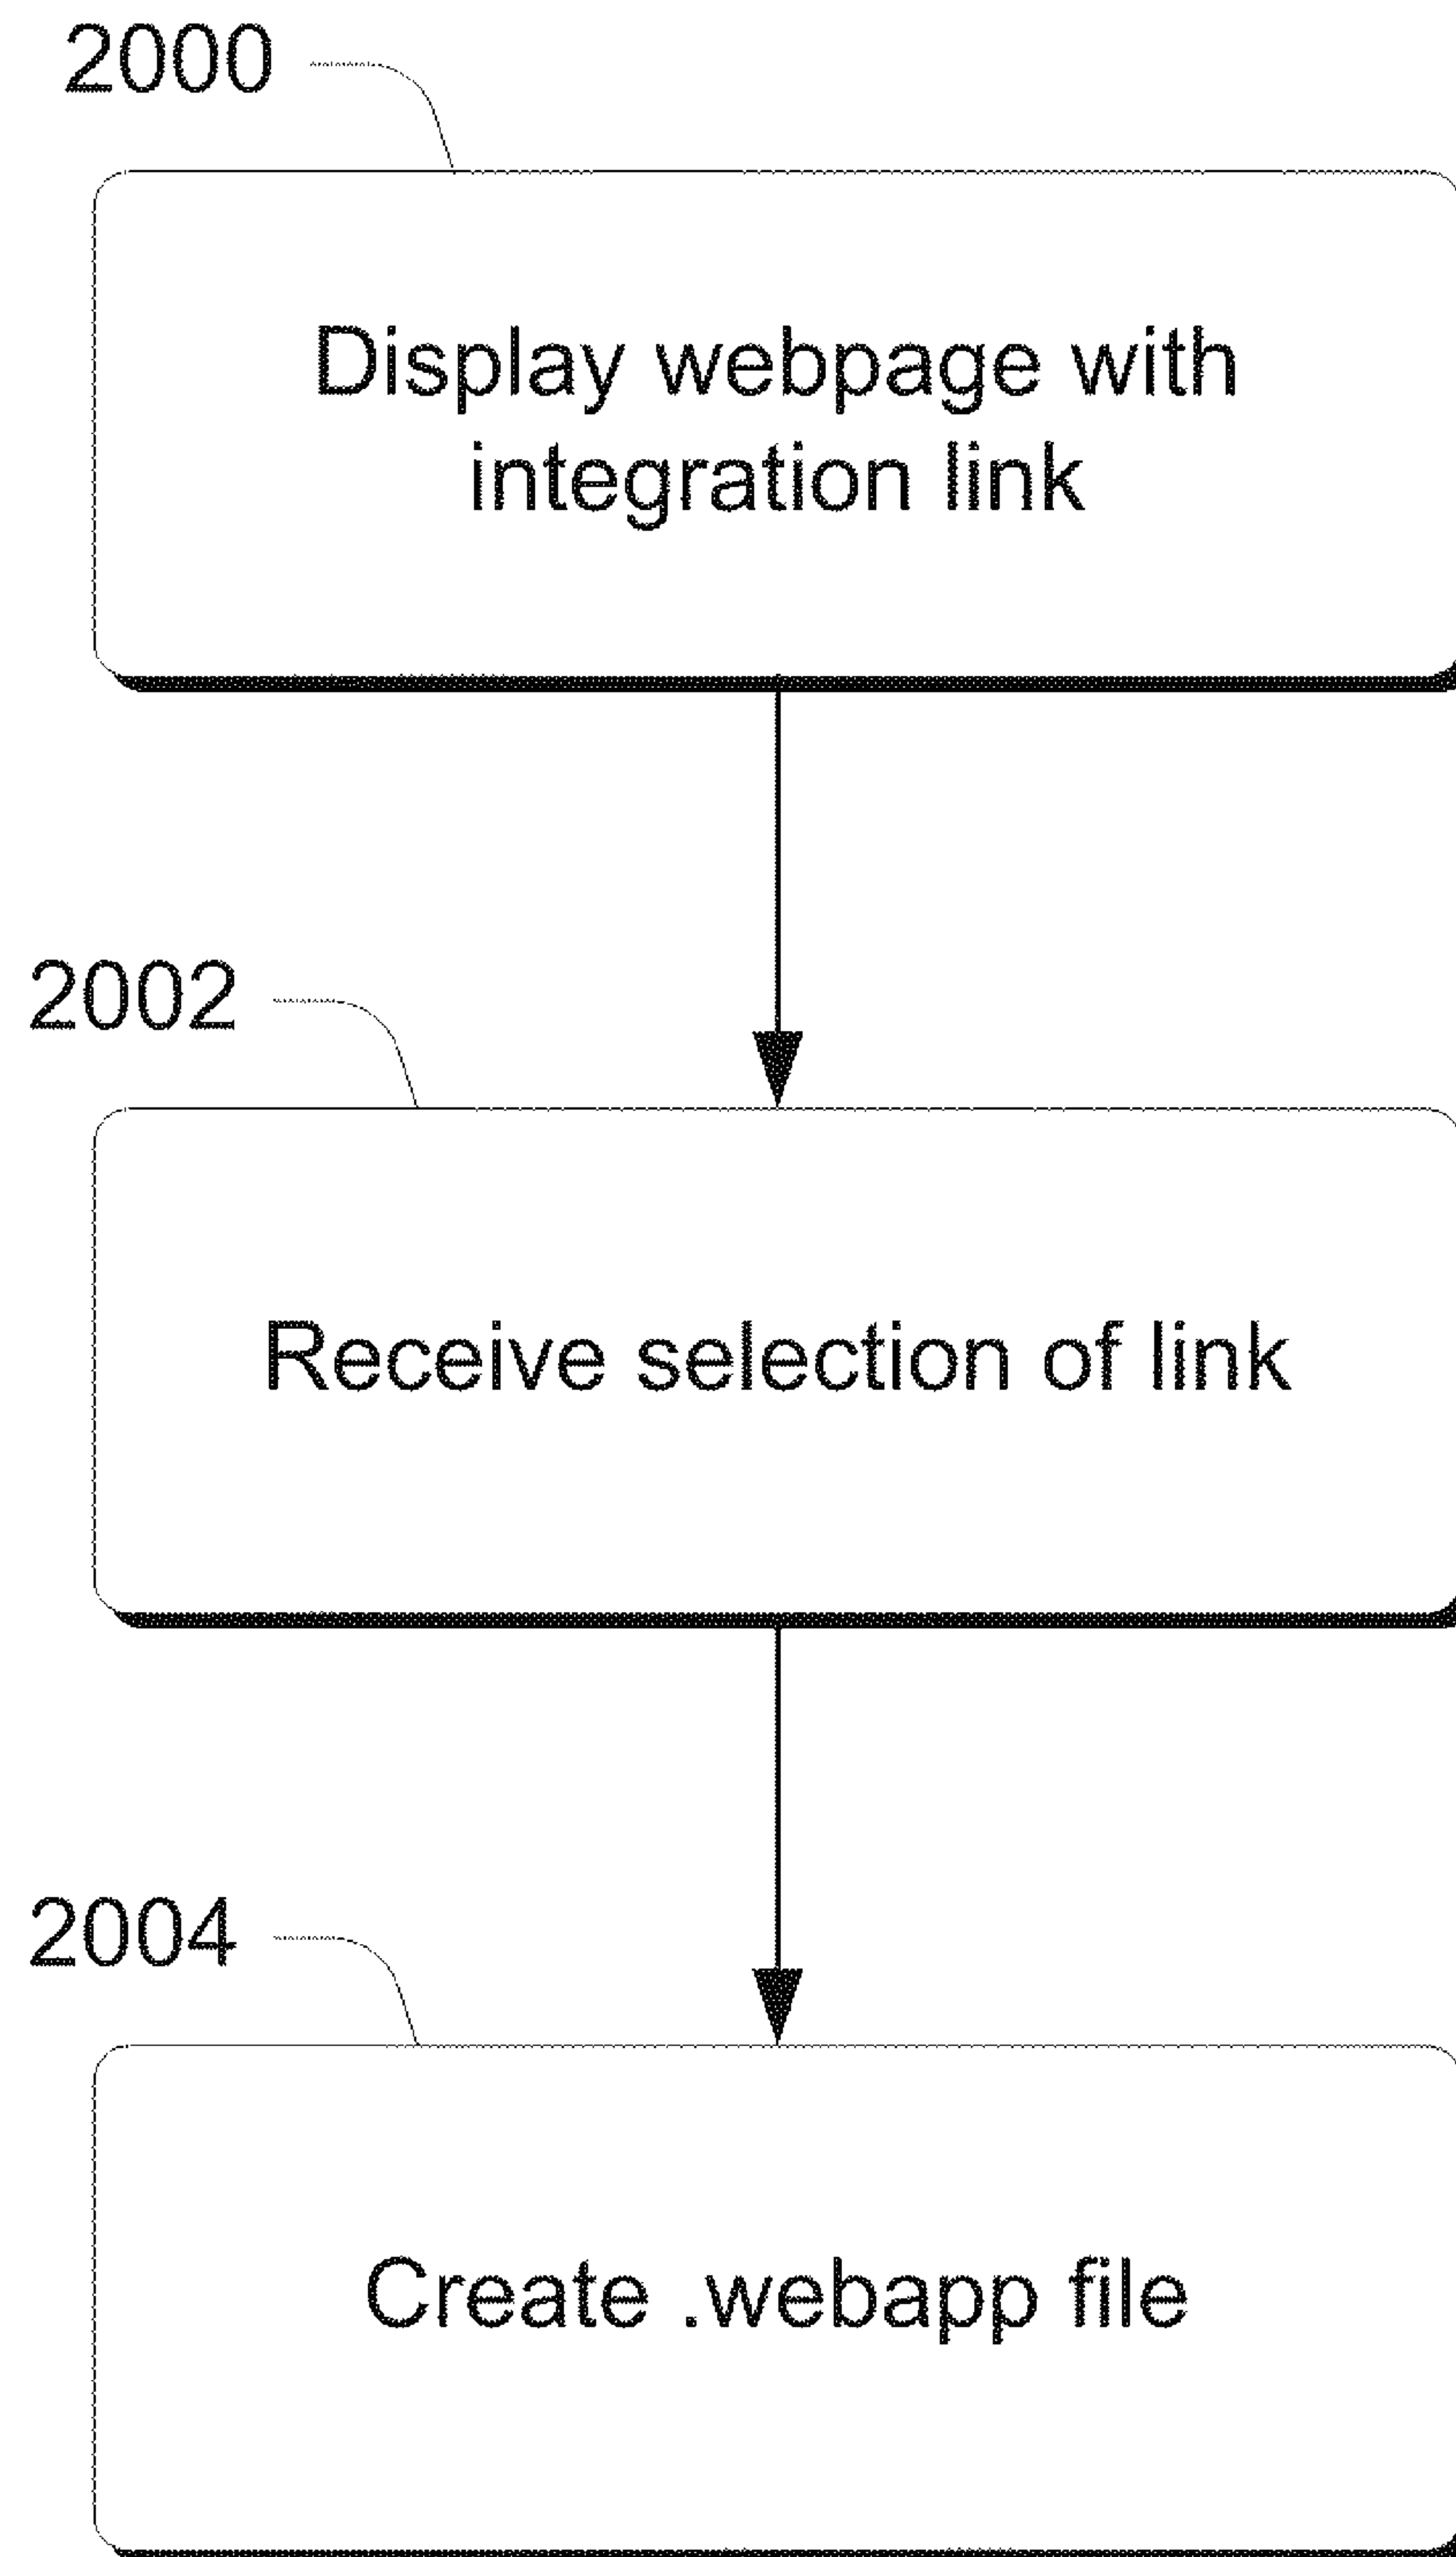 2000
Display webpage with
integration link
2002
Receive selection of link
2004
Create .webapp file